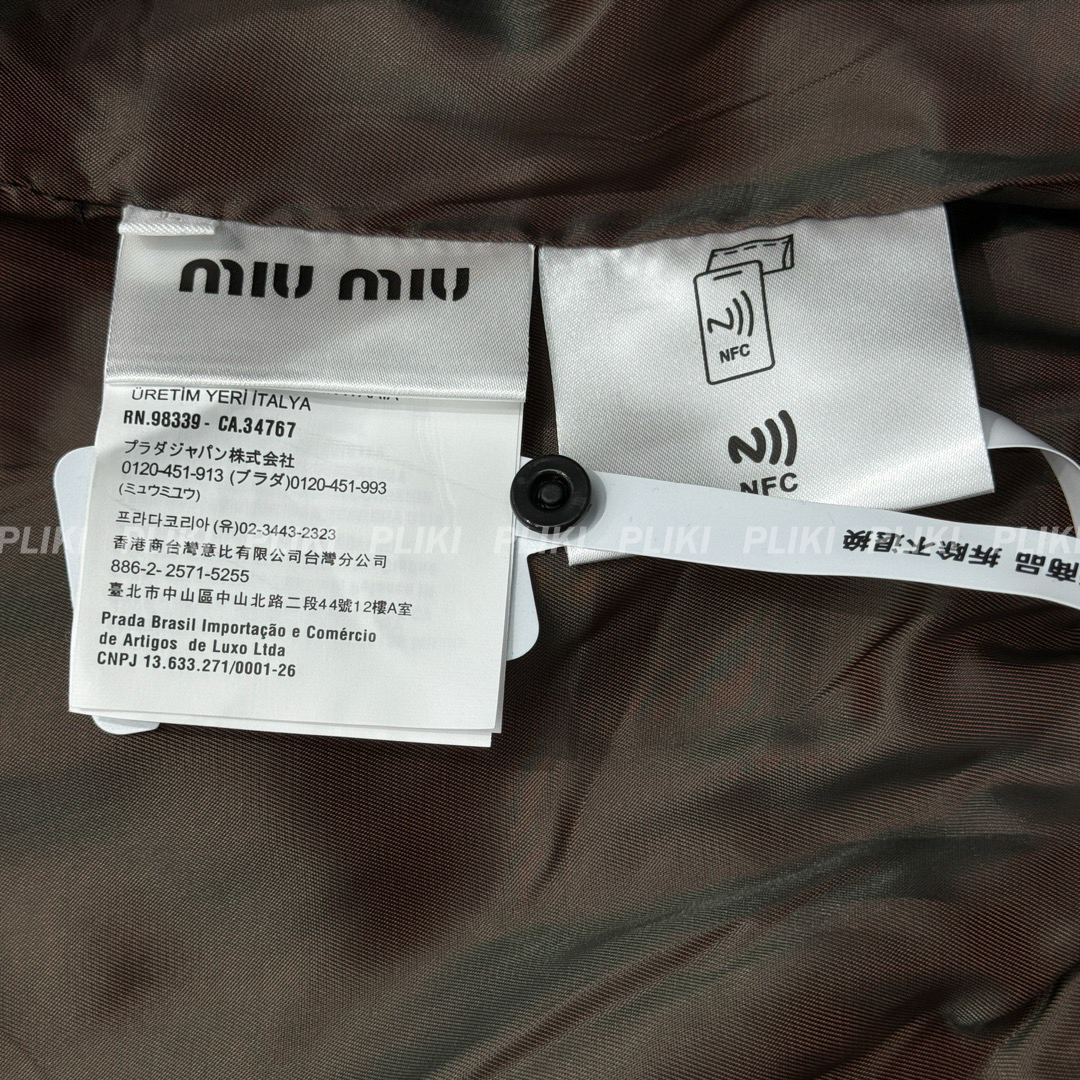 miu miu
ÜRETİM YERİ İTALYA
RN.98339 - CA.34767
プラダジャパン株式会社
0120-451-913 (プラダ)0120-451-993
(ミュウミュウ)
프라다코리아 (유)02-3443-2323
香港商台灣意比有限公司台灣分公司
886-2- 2571-5255
臺北市中山區中山北路二段44號12樓A室
Prada Brasil Importação e Comércio
de Artigos de Luxo Ltda
CNPJ 13.633.271/0001-26
NFC
NFC
商品 拆除不退換
PLIKI PLIKI PLIKI PLIKI PLIKI PLIKI PLIKI PLIKI PLIKI